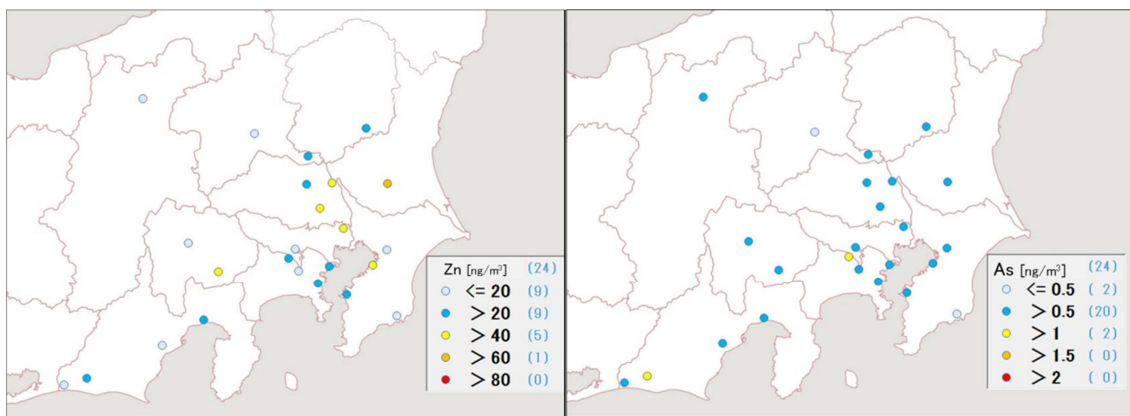 Zn [ng/m³] (24)
<= 20 (9)
> 20 (9)
> 40 (5)
> 60 (1)
> 80 (0)
As [ng/m³] (24)
<= 0.5 ( 2)
> 0.5 (20)
> 1 ( 2)
> 1.5 ( 0)
> 2 ( 0)